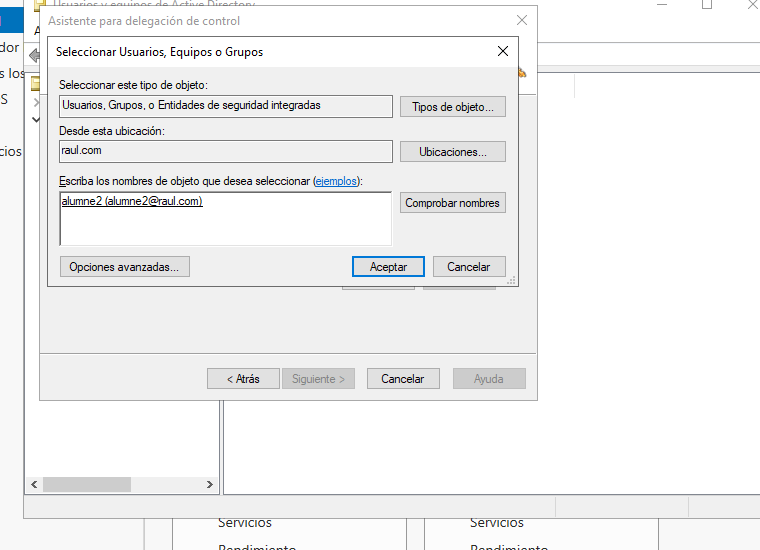 Usuarios y equipos de Active Directory
Asistente para delegación de control
dor
A
Seleccionar Usuarios, Equipos o Grupos
Seleccionar este tipo de objeto:
s los
Usuarios, Grupos, o Entidades de seguridad integradas
Tipos de objeto...
S
Desde esta ubicación:
raul.com
Ubicaciones...
cios
Escriba los nombres de objeto que desea seleccionar (ejemplos):
alumne2 (alumne2@raul.com)
Comprobar nombres
Opciones avanzadas...
Aceptar
Cancelar
< Atrás
Siguiente >
Cancelar
Ayuda
Servicios
Servicios
Rendimiento
Rendimiento